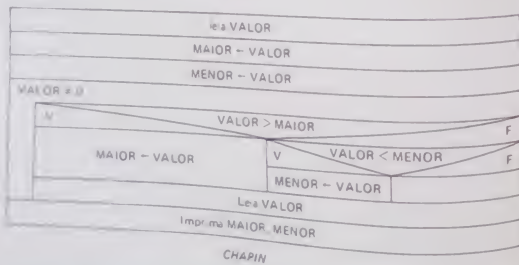 leia VALOR
MAIOR ← VALOR
MENOR ← VALOR
VALOR ≠ 0
V VALOR > MAIOR F
MAIOR ← VALOR V VALOR < MENOR F
MENOR ← VALOR
Leia VALOR
Imprima MAIOR, MENOR
CHAPIN